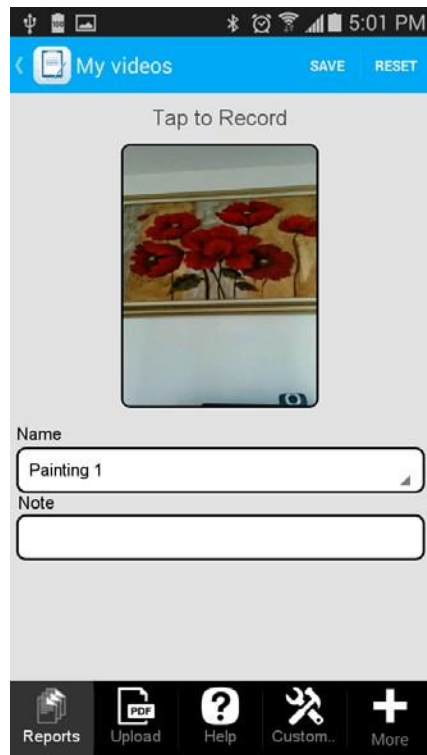 5:01 PM
My videos SAVE RESET
Tap to Record
Name
Painting 1
Note
PDF
Reports Upload Help Custom.. More